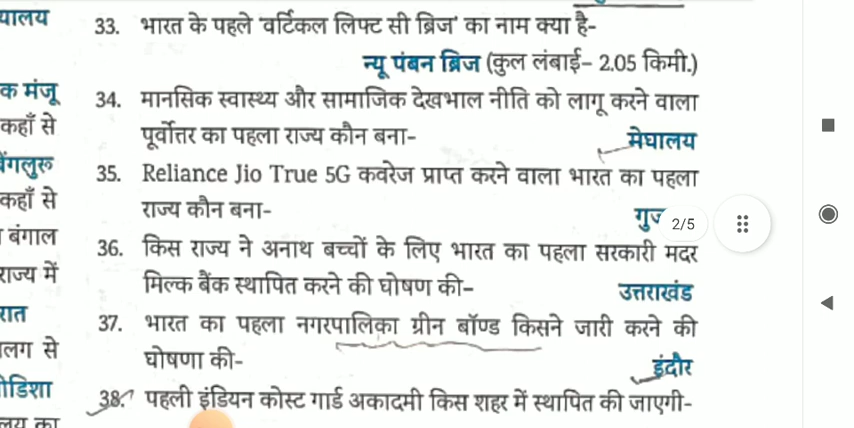 यालय
क मंजू
कहाँ से
बेंगलुरू
कहाँ से
बंगाल
राज्य में
रात
लग से
ओडिशा
33. भारत के पहले 'वर्टिकल लिफ्ट सी ब्रिज' का नाम क्या है-
न्यू पंबन ब्रिज (कुल लंबाई- 2.05 किमी.)
34. मानसिक स्वास्थ्य और सामाजिक देखभाल नीति को लागू करने वाला
पूर्वोत्तर का पहला राज्य कौन बना-
मेघालय
35. Reliance Jio True 5G कवरेज प्राप्त करने वाला भारत का पहला
राज्य कौन बना-
गुज
2/5
36. किस राज्य ने अनाथ बच्चों के लिए भारत का पहला सरकारी मदर
मिल्क बैंक स्थापित करने की घोषण की-
उत्तराखंड
37. भारत का पहला नगरपालिका ग्रीन बॉण्ड किसने जारी करने की
घोषणा की-
इंदौर
38. पहली इंडियन कोस्ट गार्ड अकादमी किस शहर में स्थापित की जाएगी-